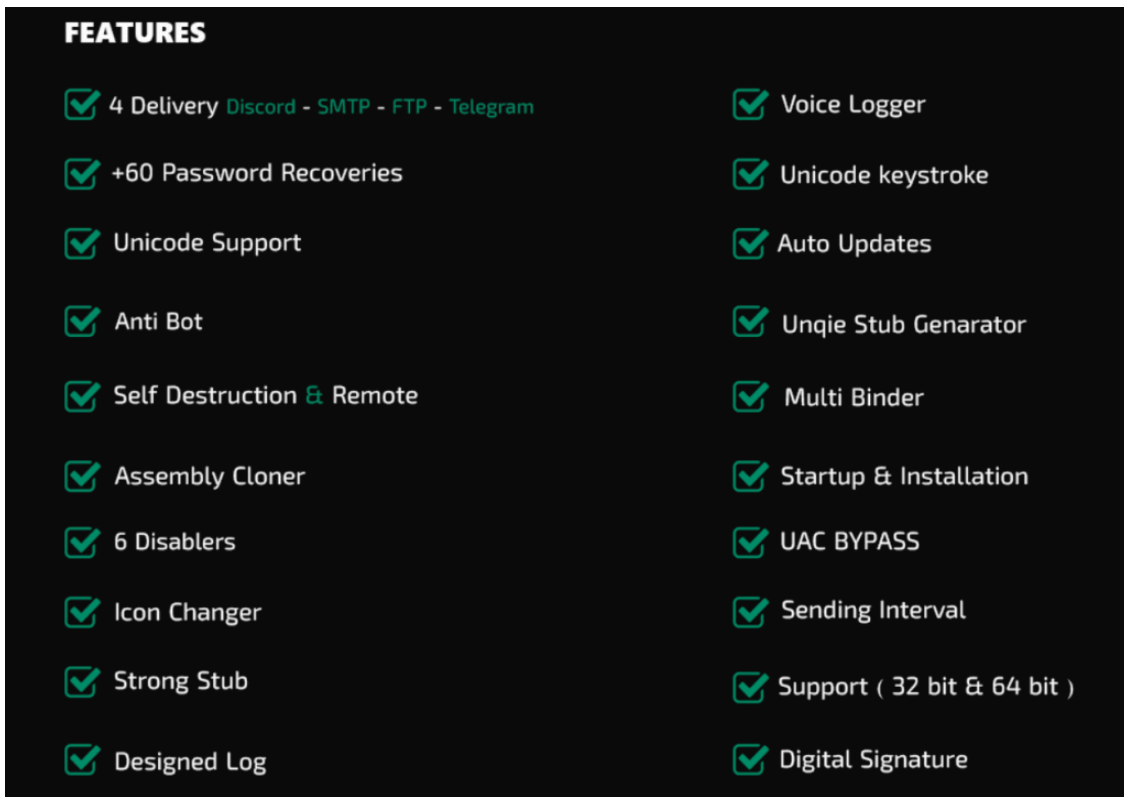 FEATURES
4 Delivery Discord - SMTP - FTP - Telegram
+60 Password Recoveries
Unicode Support
Anti Bot
Self Destruction & Remote
Assembly Cloner
6 Disablers
Icon Changer
Strong Stub
Designed Log
Voice Logger
Unicode keystroke
Auto Updates
Unqie Stub Genarator
Multi Binder
Startup & Installation
UAC BYPASS
Sending Interval
Support ( 32 bit & 64 bit )
Digital Signature